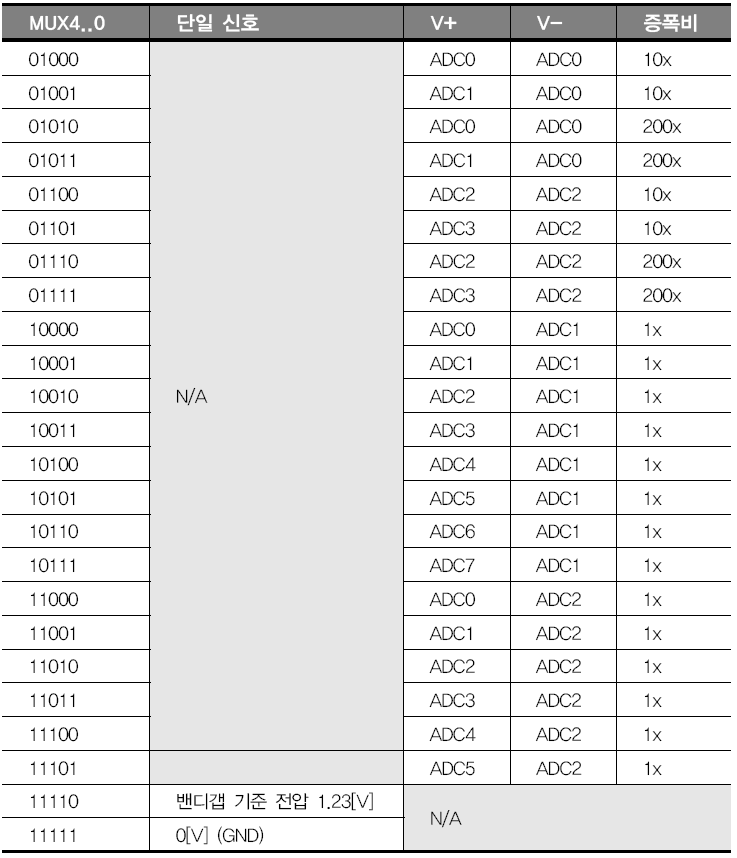 MUX4..0 단일 신호 V+ V- 증폭비
01000 ADC0 ADC0 10x
01001 ADC1 ADC0 10x
01010 ADC0 ADC0 200x
01011 ADC1 ADC0 200x
01100 ADC2 ADC2 10x
01101 ADC3 ADC2 10x
01110 ADC2 ADC2 200x
01111 ADC3 ADC2 200x
10000 ADC0 ADC1 1x
10001 ADC1 ADC1 1x
10010 N/A ADC2 ADC1 1x
10011 ADC3 ADC1 1x
10100 ADC4 ADC1 1x
10101 ADC5 ADC1 1x
10110 ADC6 ADC1 1x
10111 ADC7 ADC1 1x
11000 ADC0 ADC2 1x
11001 ADC1 ADC2 1x
11010 ADC2 ADC2 1x
11011 ADC3 ADC2 1x
11100 ADC4 ADC2 1x
11101 ADC5 ADC2 1x
11110 밴디갭 기준 전압 1.23[V]
N/A
11111 0[V] (GND)